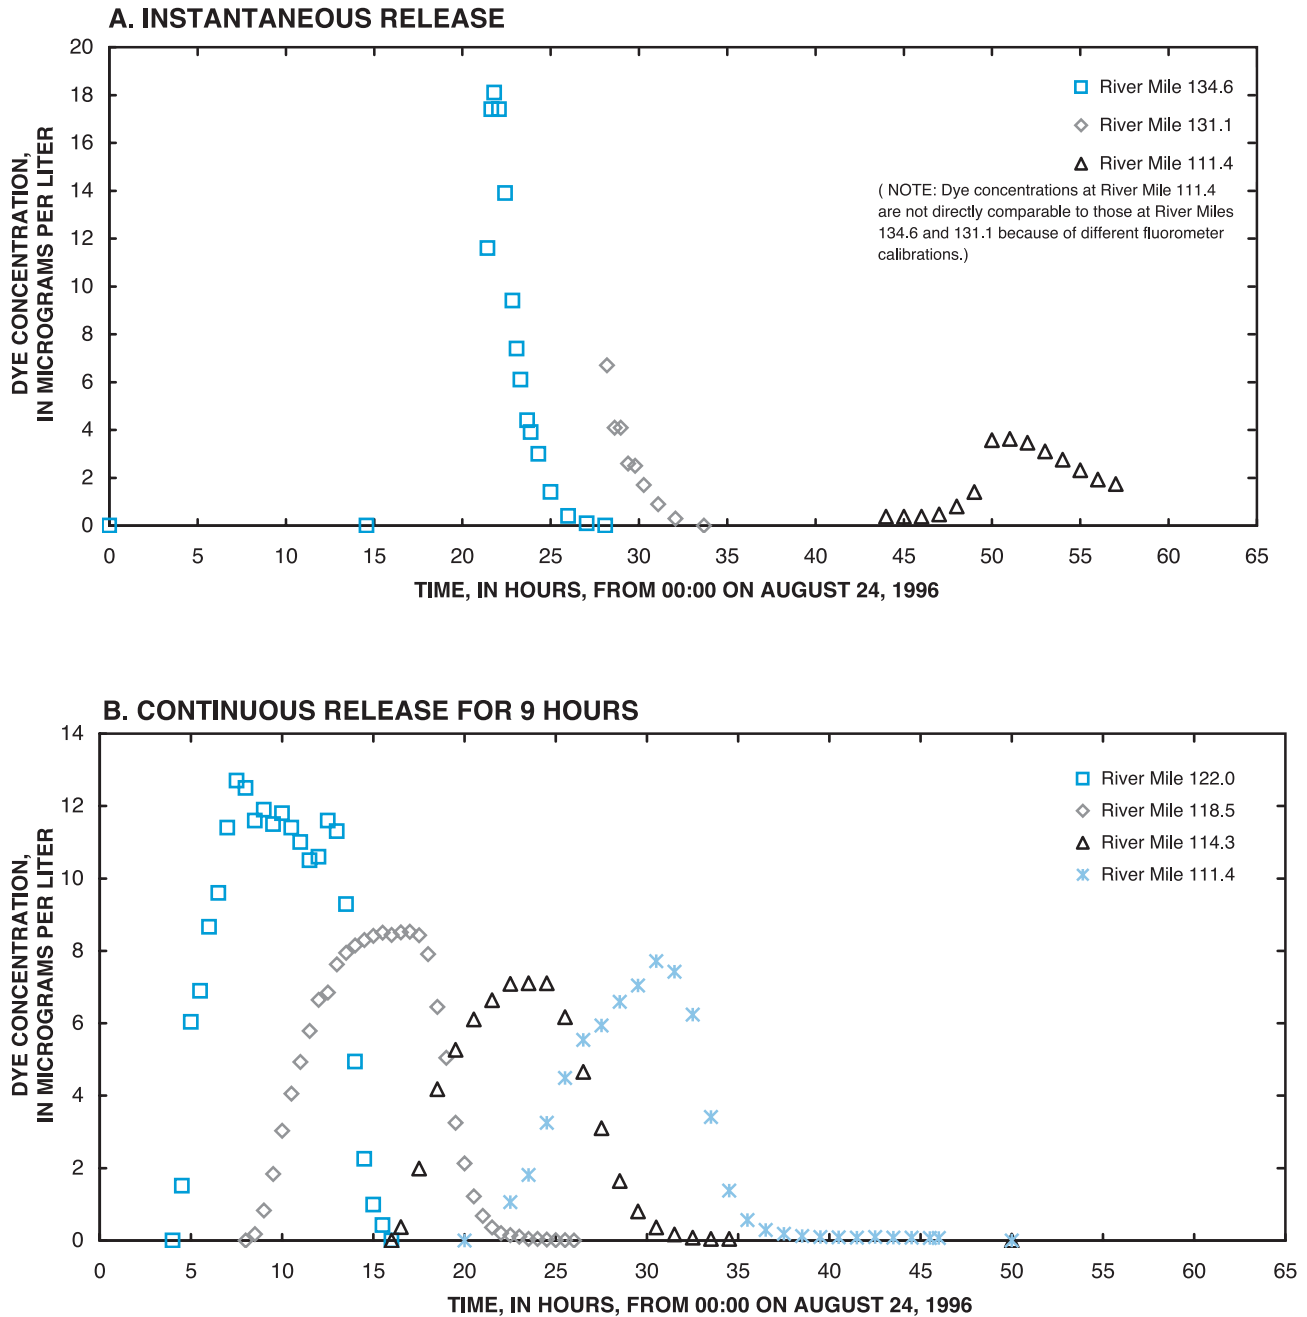 A. INSTANTANEOUS RELEASE
DYE CONCENTRATION,
IN MICROGRAMS PER LITER
20
18
16
14
12
10
8
6
4
2
0
River Mile 134.6
River Mile 131.1
River Mile 111.4
( NOTE: Dye concentrations at River Mile 111.4
are not directly comparable to those at River Miles
134.6 and 131.1 because of different fluorometer
calibrations.)
0 5 10 15 20 25 30 35 40 45 50 55 60 65
TIME, IN HOURS, FROM 00:00 ON AUGUST 24, 1996
B. CONTINUOUS RELEASE FOR 9 HOURS
DYE CONCENTRATION,
IN MICROGRAMS PER LITER
14
12
10
8
6
4
2
0
River Mile 122.0
River Mile 118.5
River Mile 114.3
River Mile 111.4
0 5 10 15 20 25 30 35 40 45 50 55 60 65
TIME, IN HOURS, FROM 00:00 ON AUGUST 24, 1996